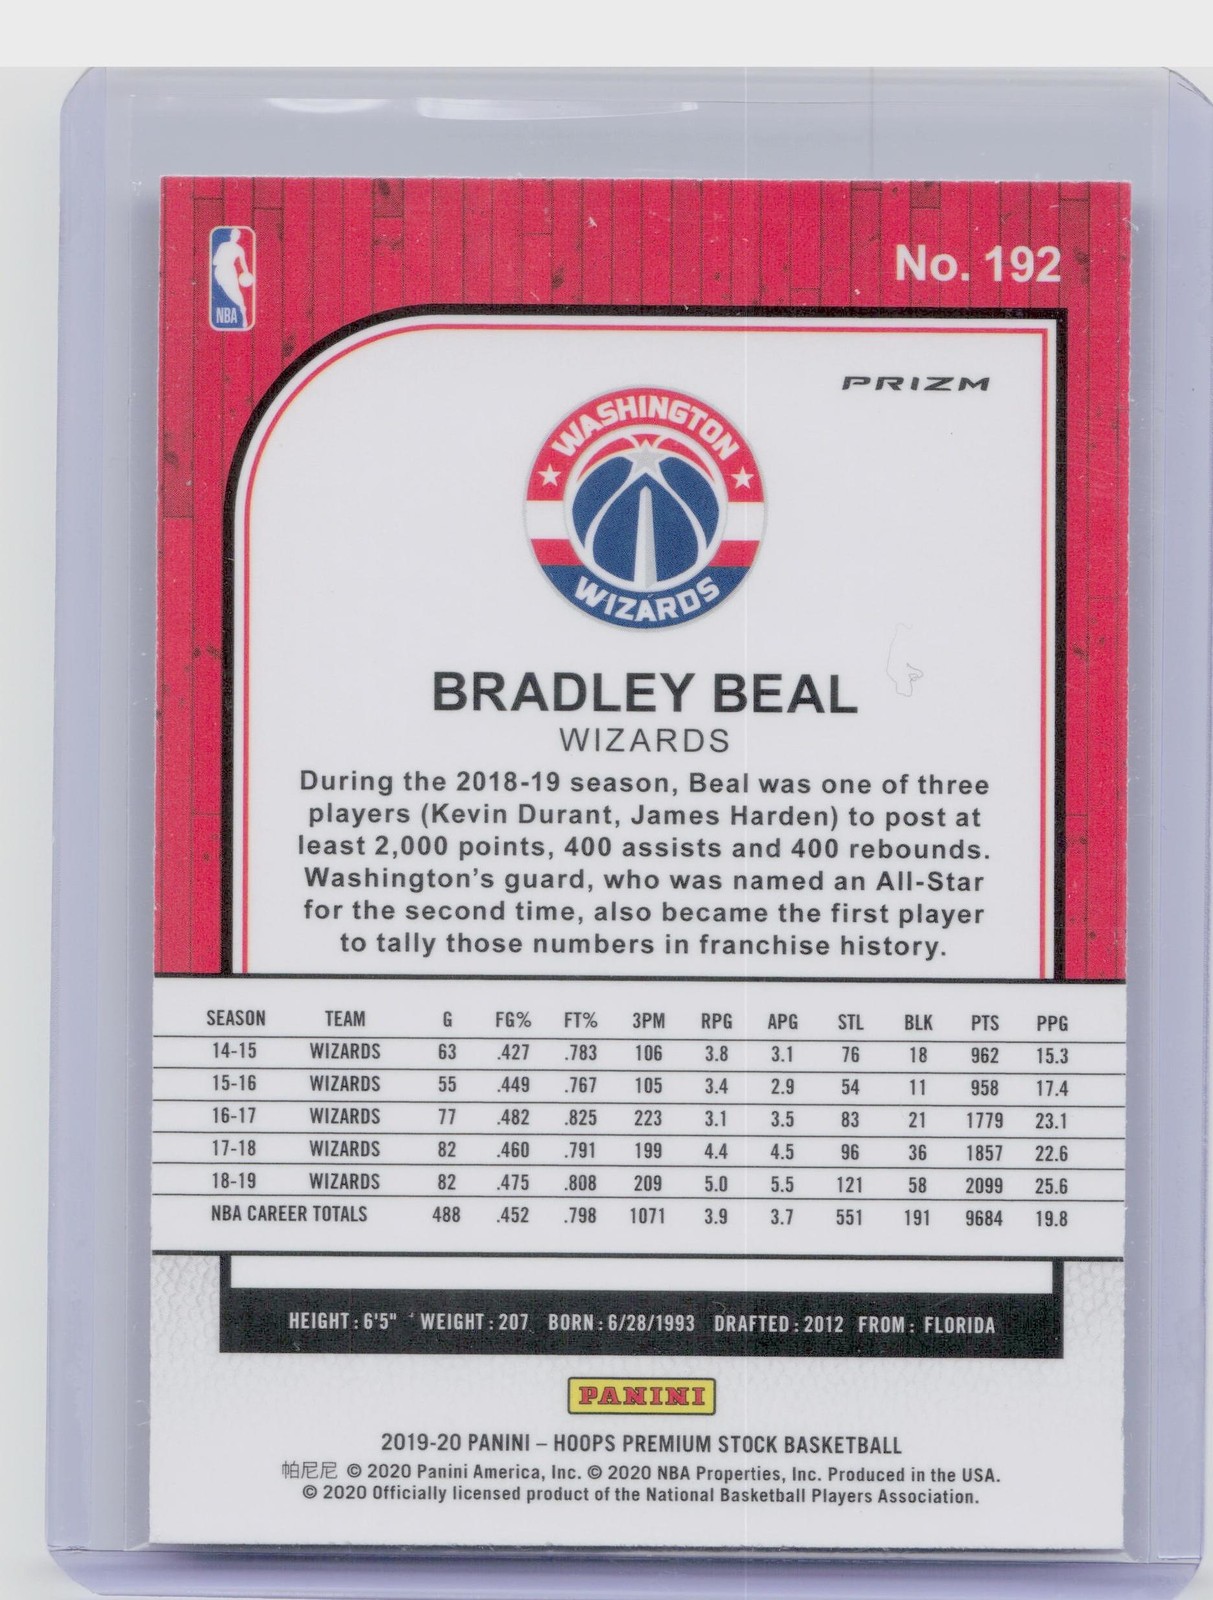 No. 192
NBA
PRIZM
WASHINGTON
WIZARDS
BRADLEY BEAL
WIZARDS
During the 2018-19 season, Beal was one of three
players (Kevin Durant, James Harden) to post at
least 2,000 points, 400 assists and 400 rebounds.
Washington's guard, who was named an All-Star
for the second time, also became the first player
to tally those numbers in franchise history.
SEASON TEAM G FG% FT% 3PM RPG APG STL BLK PTS PPG
14-15 WIZARDS 63 .427 .783 106 3.8 3.1 76 18 962 15.3
15-16 WIZARDS 55 .449 .767 105 3.4 2.9 54 11 958 17.4
16-17 WIZARDS 77 .482 .825 223 3.1 3.5 83 21 1779 23.1
17-18 WIZARDS 82 .460 .791 199 4.4 4.5 96 36 1857 22.6
18-19 WIZARDS 82 .475 .808 209 5.0 5.5 121 58 2099 25.6
NBA CAREER TOTALS 488 .452 .798 1071 3.9 3.7 551 191 9684 19.8
HEIGHT: 6'5" WEIGHT: 207 BORN: 6/28/1993 DRAFTED: 2012 FROM: FLORIDA
PANINI
2019-20 PANINI – HOOPS PREMIUM STOCK BASKETBALL
帕尼尼 © 2020 Panini America, Inc. © 2020 NBA Properties, Inc. Produced in the USA.
© 2020 Officially licensed product of the National Basketball Players Association.